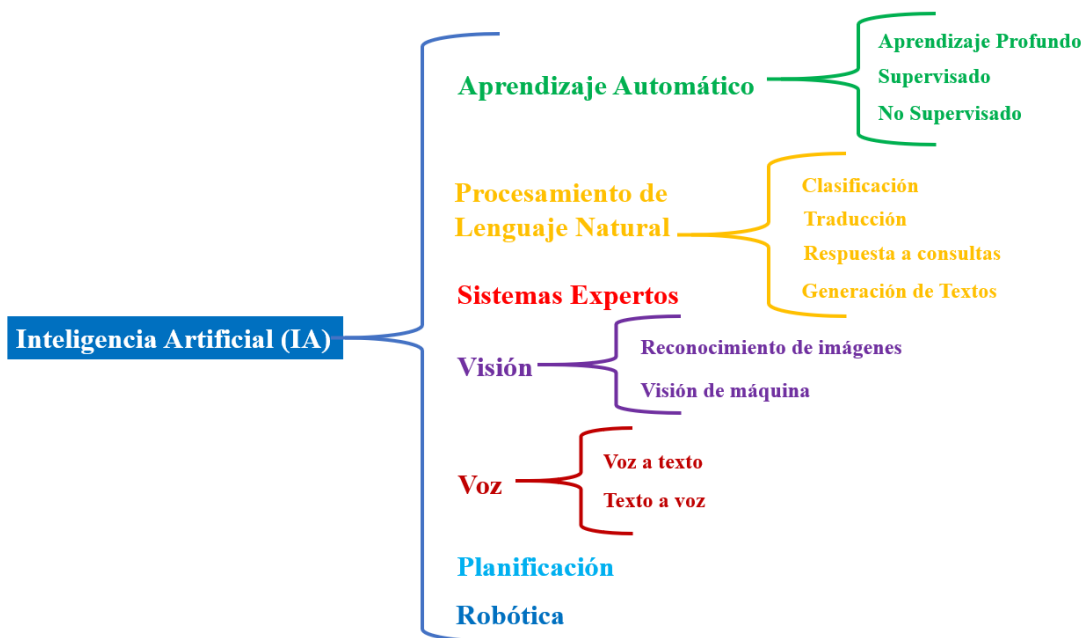 Inteligencia Artificial (IA)
Aprendizaje Automático
Aprendizaje Profundo
Supervisado
No Supervisado
Procesamiento de
Lenguaje Natural
Clasificación
Traducción
Respuesta a consultas
Generación de Textos
Sistemas Expertos
Visión
Reconocimiento de imágenes
Visión de máquina
Voz
Voz a texto
Texto a voz
Planificación
Robótica